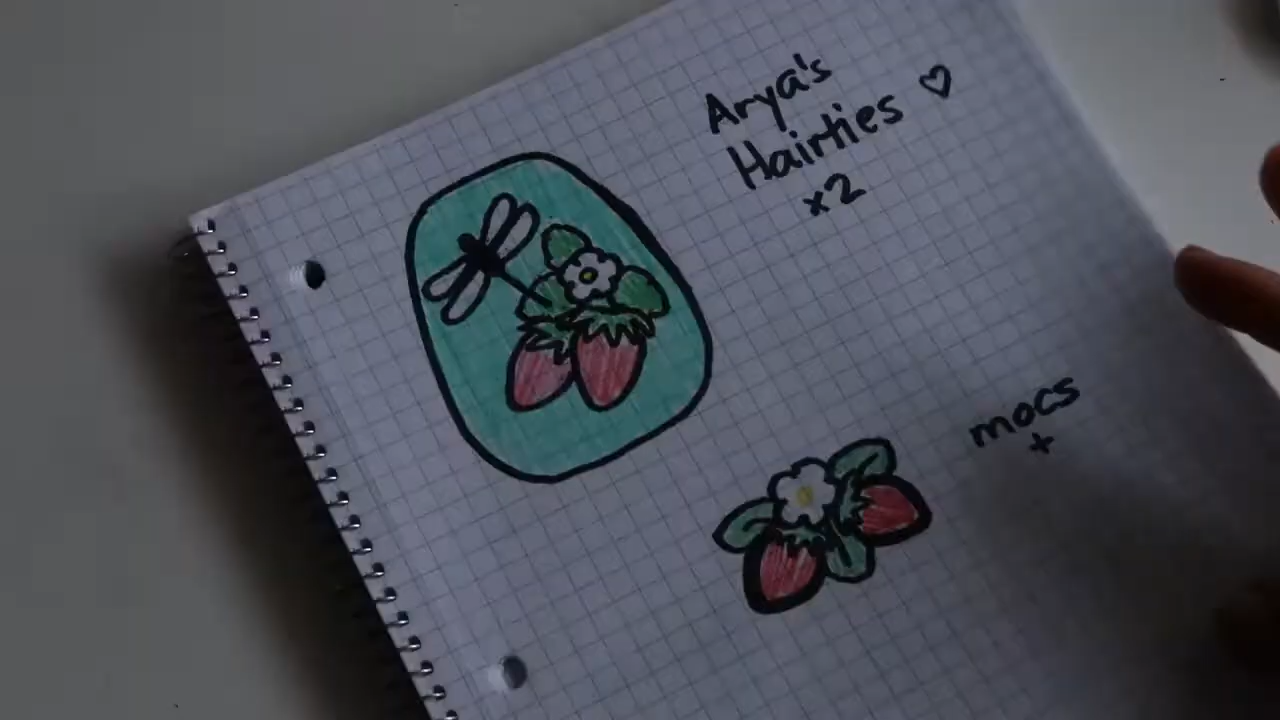 Arya's
Hairties ♡
x2
mocs
+